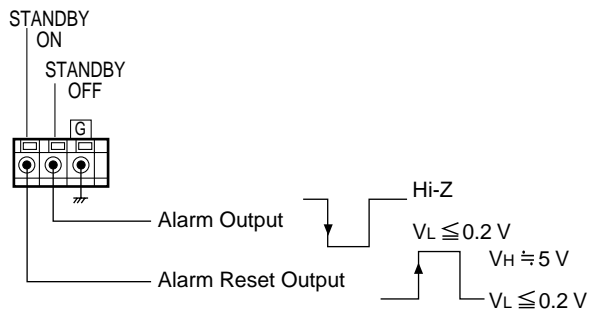 STANDBY
ON
STANDBY
OFF
G
Alarm Output
Hi-Z
VL ≦ 0.2 V
VH ≒ 5 V
Alarm Reset Output
VL ≦ 0.2 V